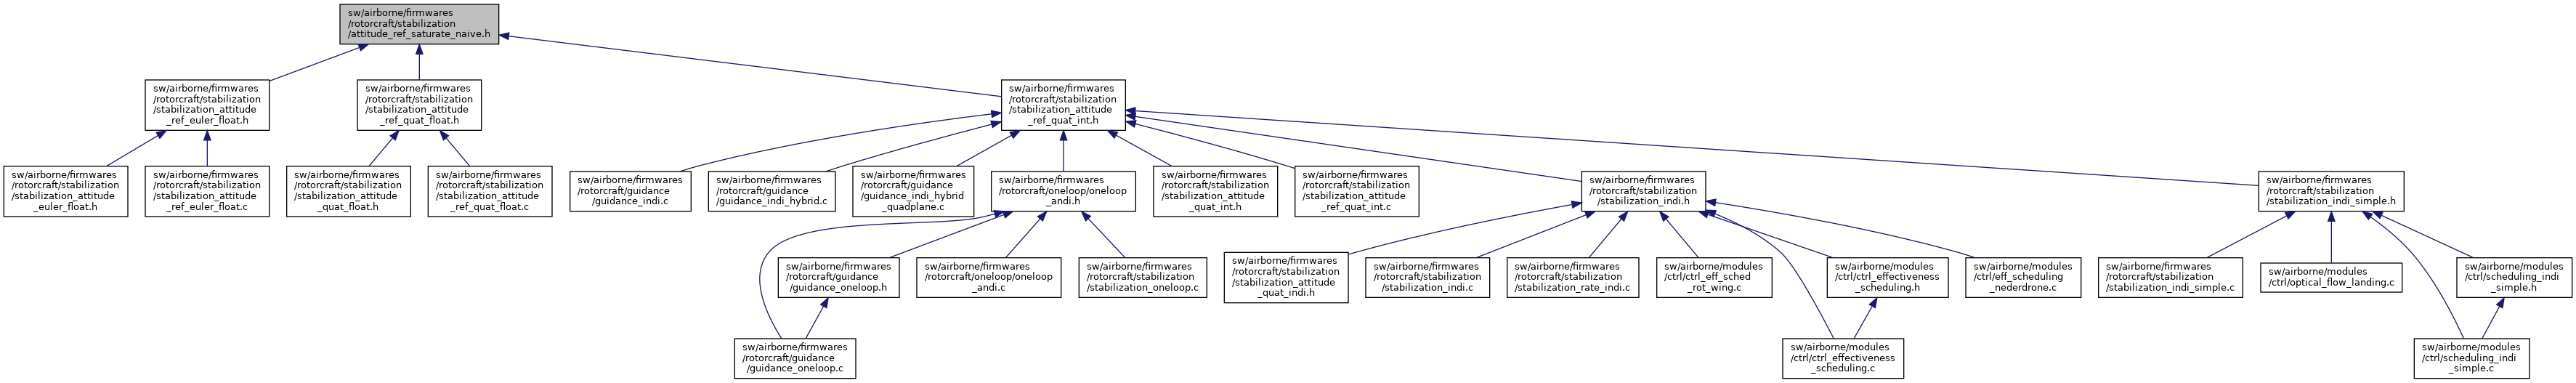 sw/airborne/firmwares
/rotorcraft/stabilization
/attitude_ref_saturate_naive.h
sw/airborne/firmwares
/rotorcraft/stabilization
/stabilization_attitude
_ref_euler_float.h
sw/airborne/firmwares
/rotorcraft/stabilization
/stabilization_attitude
_ref_quat_float.h
sw/airborne/firmwares
/rotorcraft/stabilization
/stabilization_attitude
_ref_quat_int.h
sw/airborne/firmwares
/rotorcraft/stabilization
/stabilization_attitude
_euler_float.h
sw/airborne/firmwares
/rotorcraft/stabilization
/stabilization_attitude
_ref_euler_float.c
sw/airborne/firmwares
/rotorcraft/stabilization
/stabilization_attitude
_quat_float.h
sw/airborne/firmwares
/rotorcraft/stabilization
/stabilization_attitude
_ref_quat_float.c
sw/airborne/firmwares
/rotorcraft/guidance
/guidance_indi.c
sw/airborne/firmwares
/rotorcraft/guidance
/guidance_indi_hybrid.c
sw/airborne/firmwares
/rotorcraft/guidance
/guidance_indi_hybrid
_quadplane.c
sw/airborne/firmwares
/rotorcraft/oneloop/oneloop
_andi.h
sw/airborne/firmwares
/rotorcraft/stabilization
/stabilization_attitude
_quat_int.h
sw/airborne/firmwares
/rotorcraft/stabilization
/stabilization_attitude
_ref_quat_int.c
sw/airborne/firmwares
/rotorcraft/stabilization
/stabilization_indi.h
sw/airborne/firmwares
/rotorcraft/stabilization
/stabilization_indi_simple.h
sw/airborne/firmwares
/rotorcraft/guidance
/guidance_oneloop.h
sw/airborne/firmwares
/rotorcraft/oneloop/oneloop
_andi.c
sw/airborne/firmwares
/rotorcraft/stabilization
/stabilization_oneloop.c
sw/airborne/firmwares
/rotorcraft/stabilization
/stabilization_attitude
_quat_indi.h
sw/airborne/firmwares
/rotorcraft/stabilization
/stabilization_indi.c
sw/airborne/firmwares
/rotorcraft/stabilization
/stabilization_rate_indi.c
sw/airborne/modules
/ctrl/ctrl_eff_sched
_rot_wing.c
sw/airborne/modules
/ctrl/ctrl_effectiveness
_scheduling.h
sw/airborne/modules
/ctrl/eff_scheduling
_nederdrone.c
sw/airborne/firmwares
/rotorcraft/stabilization
/stabilization_indi_simple.c
sw/airborne/modules
/ctrl/optical_flow_landing.c
sw/airborne/modules
/ctrl/scheduling_indi
_simple.h
sw/airborne/firmwares
/rotorcraft/guidance
/guidance_oneloop.c
sw/airborne/modules
/ctrl/ctrl_effectiveness
_scheduling.c
sw/airborne/modules
/ctrl/scheduling_indi
_simple.c